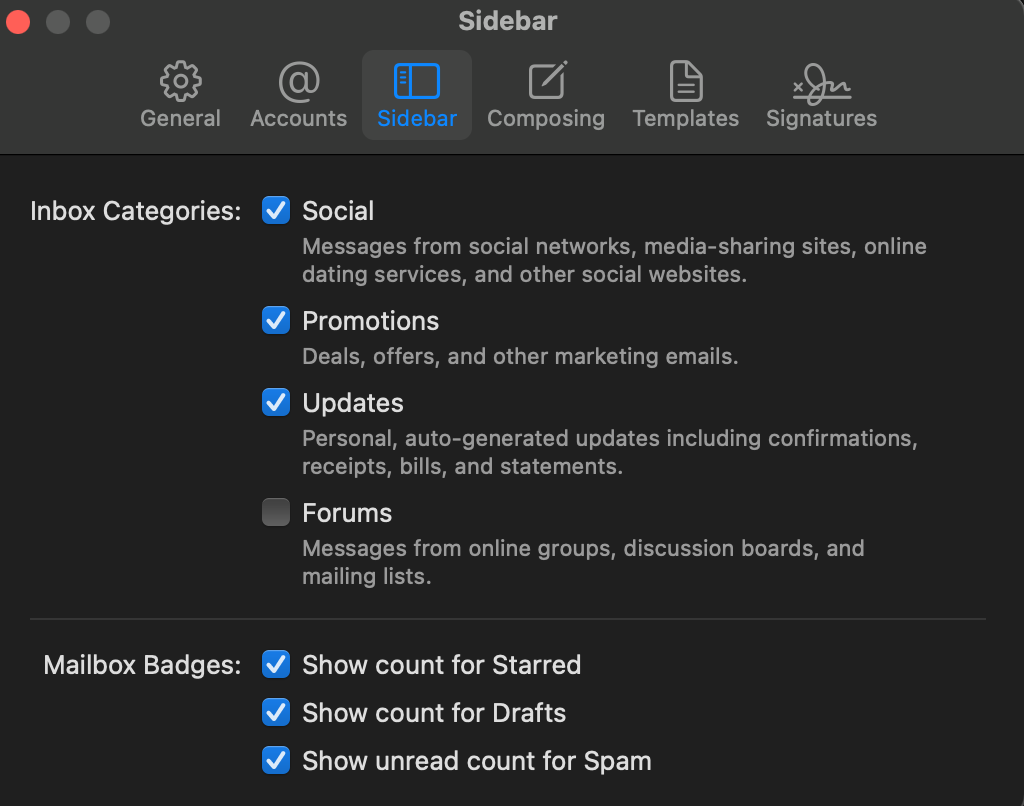 Sidebar
General
Accounts
Sidebar
Composing
Templates
Signatures
Inbox Categories:
Social
Messages from social networks, media-sharing sites, online
dating services, and other social websites.
Promotions
Deals, offers, and other marketing emails.
Updates
Personal, auto-generated updates including confirmations,
receipts, bills, and statements.
Forums
Messages from online groups, discussion boards, and
mailing lists.
Mailbox Badges:
Show count for Starred
Show count for Drafts
Show unread count for Spam